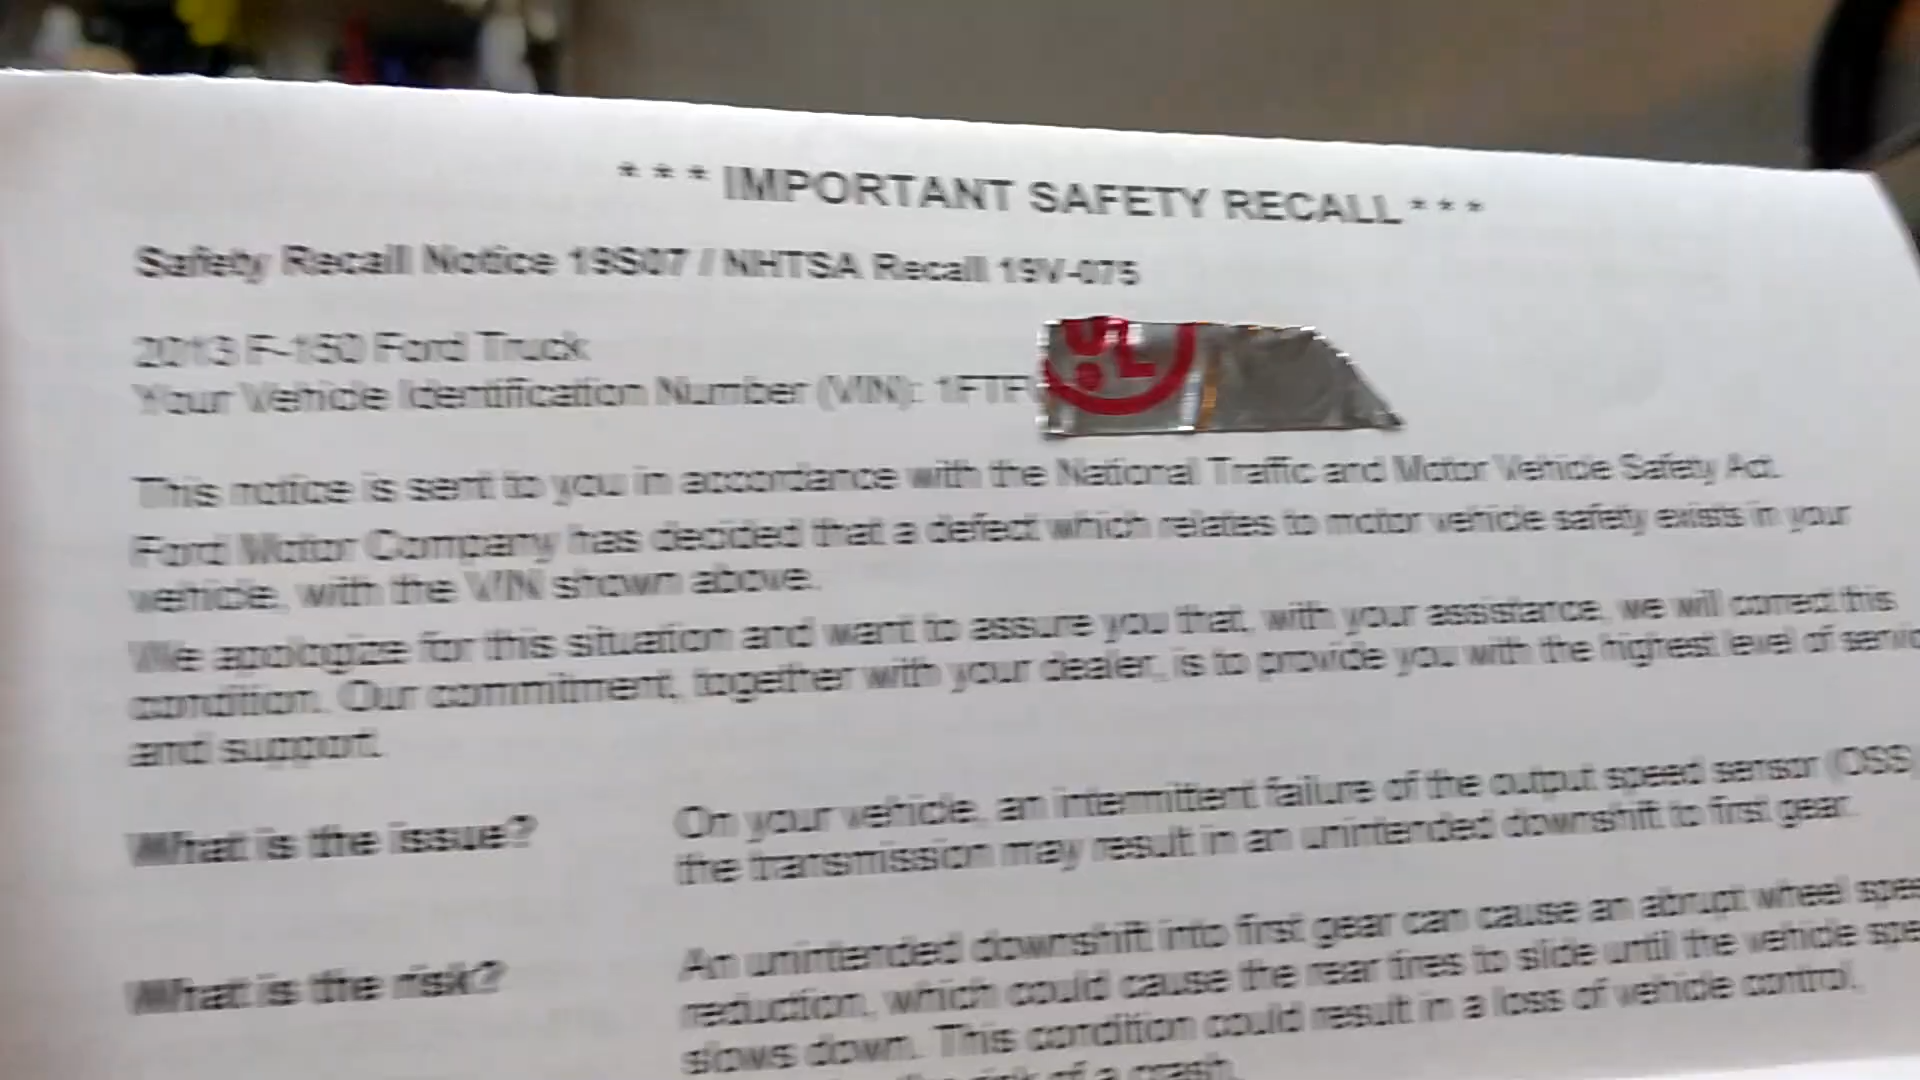 *** IMPORTANT SAFETY RECALL ***
Safety Recall Notice 19S07 / NHTSA Recall 19V-075
2013 F-150 Ford Truck
Your Vehicle Identification Number (VIN): 1FTF
UL
This notice is sent to you in accordance with the National Traffic and Motor Vehicle Safety Act.
Ford Motor Company has decided that a defect which relates to motor vehicle safety exists in your
vehicle, with the VIN shown above.
We apologize for this situation and want to assure you that, with your assistance, we will correct this
condition. Our commitment, together with your dealer, is to provide you with the highest level of servic
and support.
What is the issue?
On your vehicle, an intermittent failure of the output speed sensor (OSS)
the transmission may result in an unintended downshift to first gear.
What is the risk?
An unintended downshift into first gear can cause an abrupt wheel spee
reduction, which could cause the rear tires to slide until the vehicle spe
slows down. This condition could result in a loss of vehicle control,
risk of a crash.